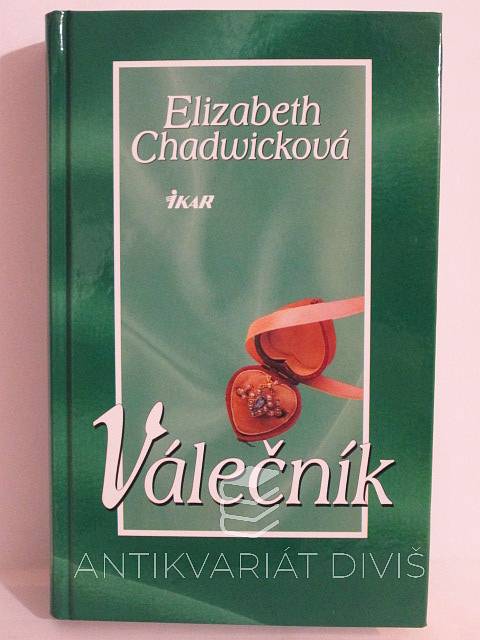 Elizabeth
Chadwicková
iKAR
Válečník
ANTIKVARIÁT DIVIŠ